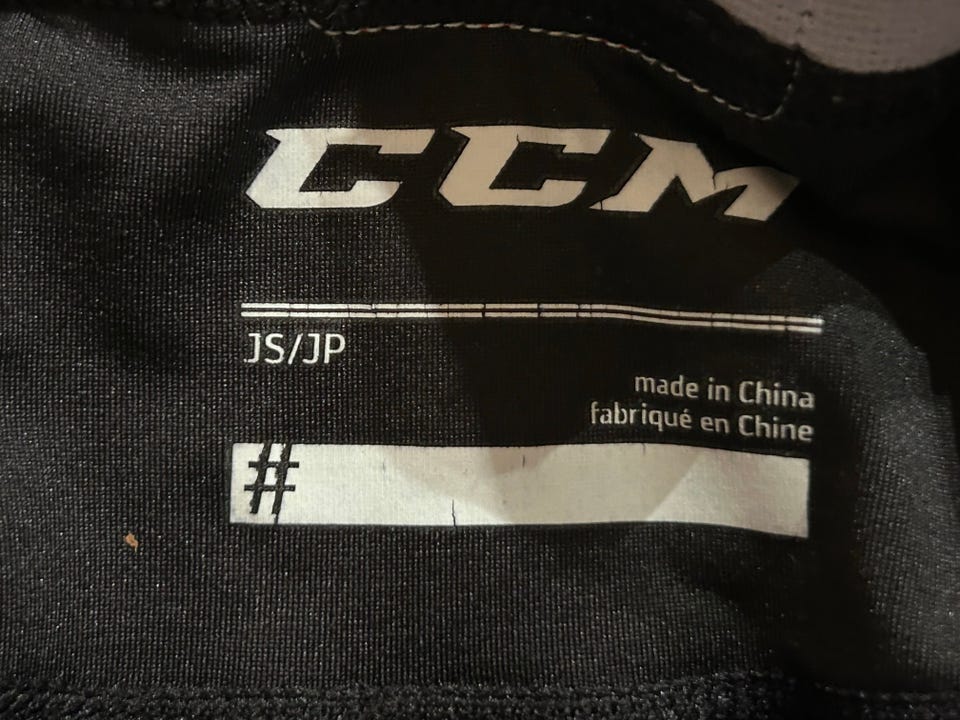 CCM
JS/JP
made in China
fabriqué en Chine
#